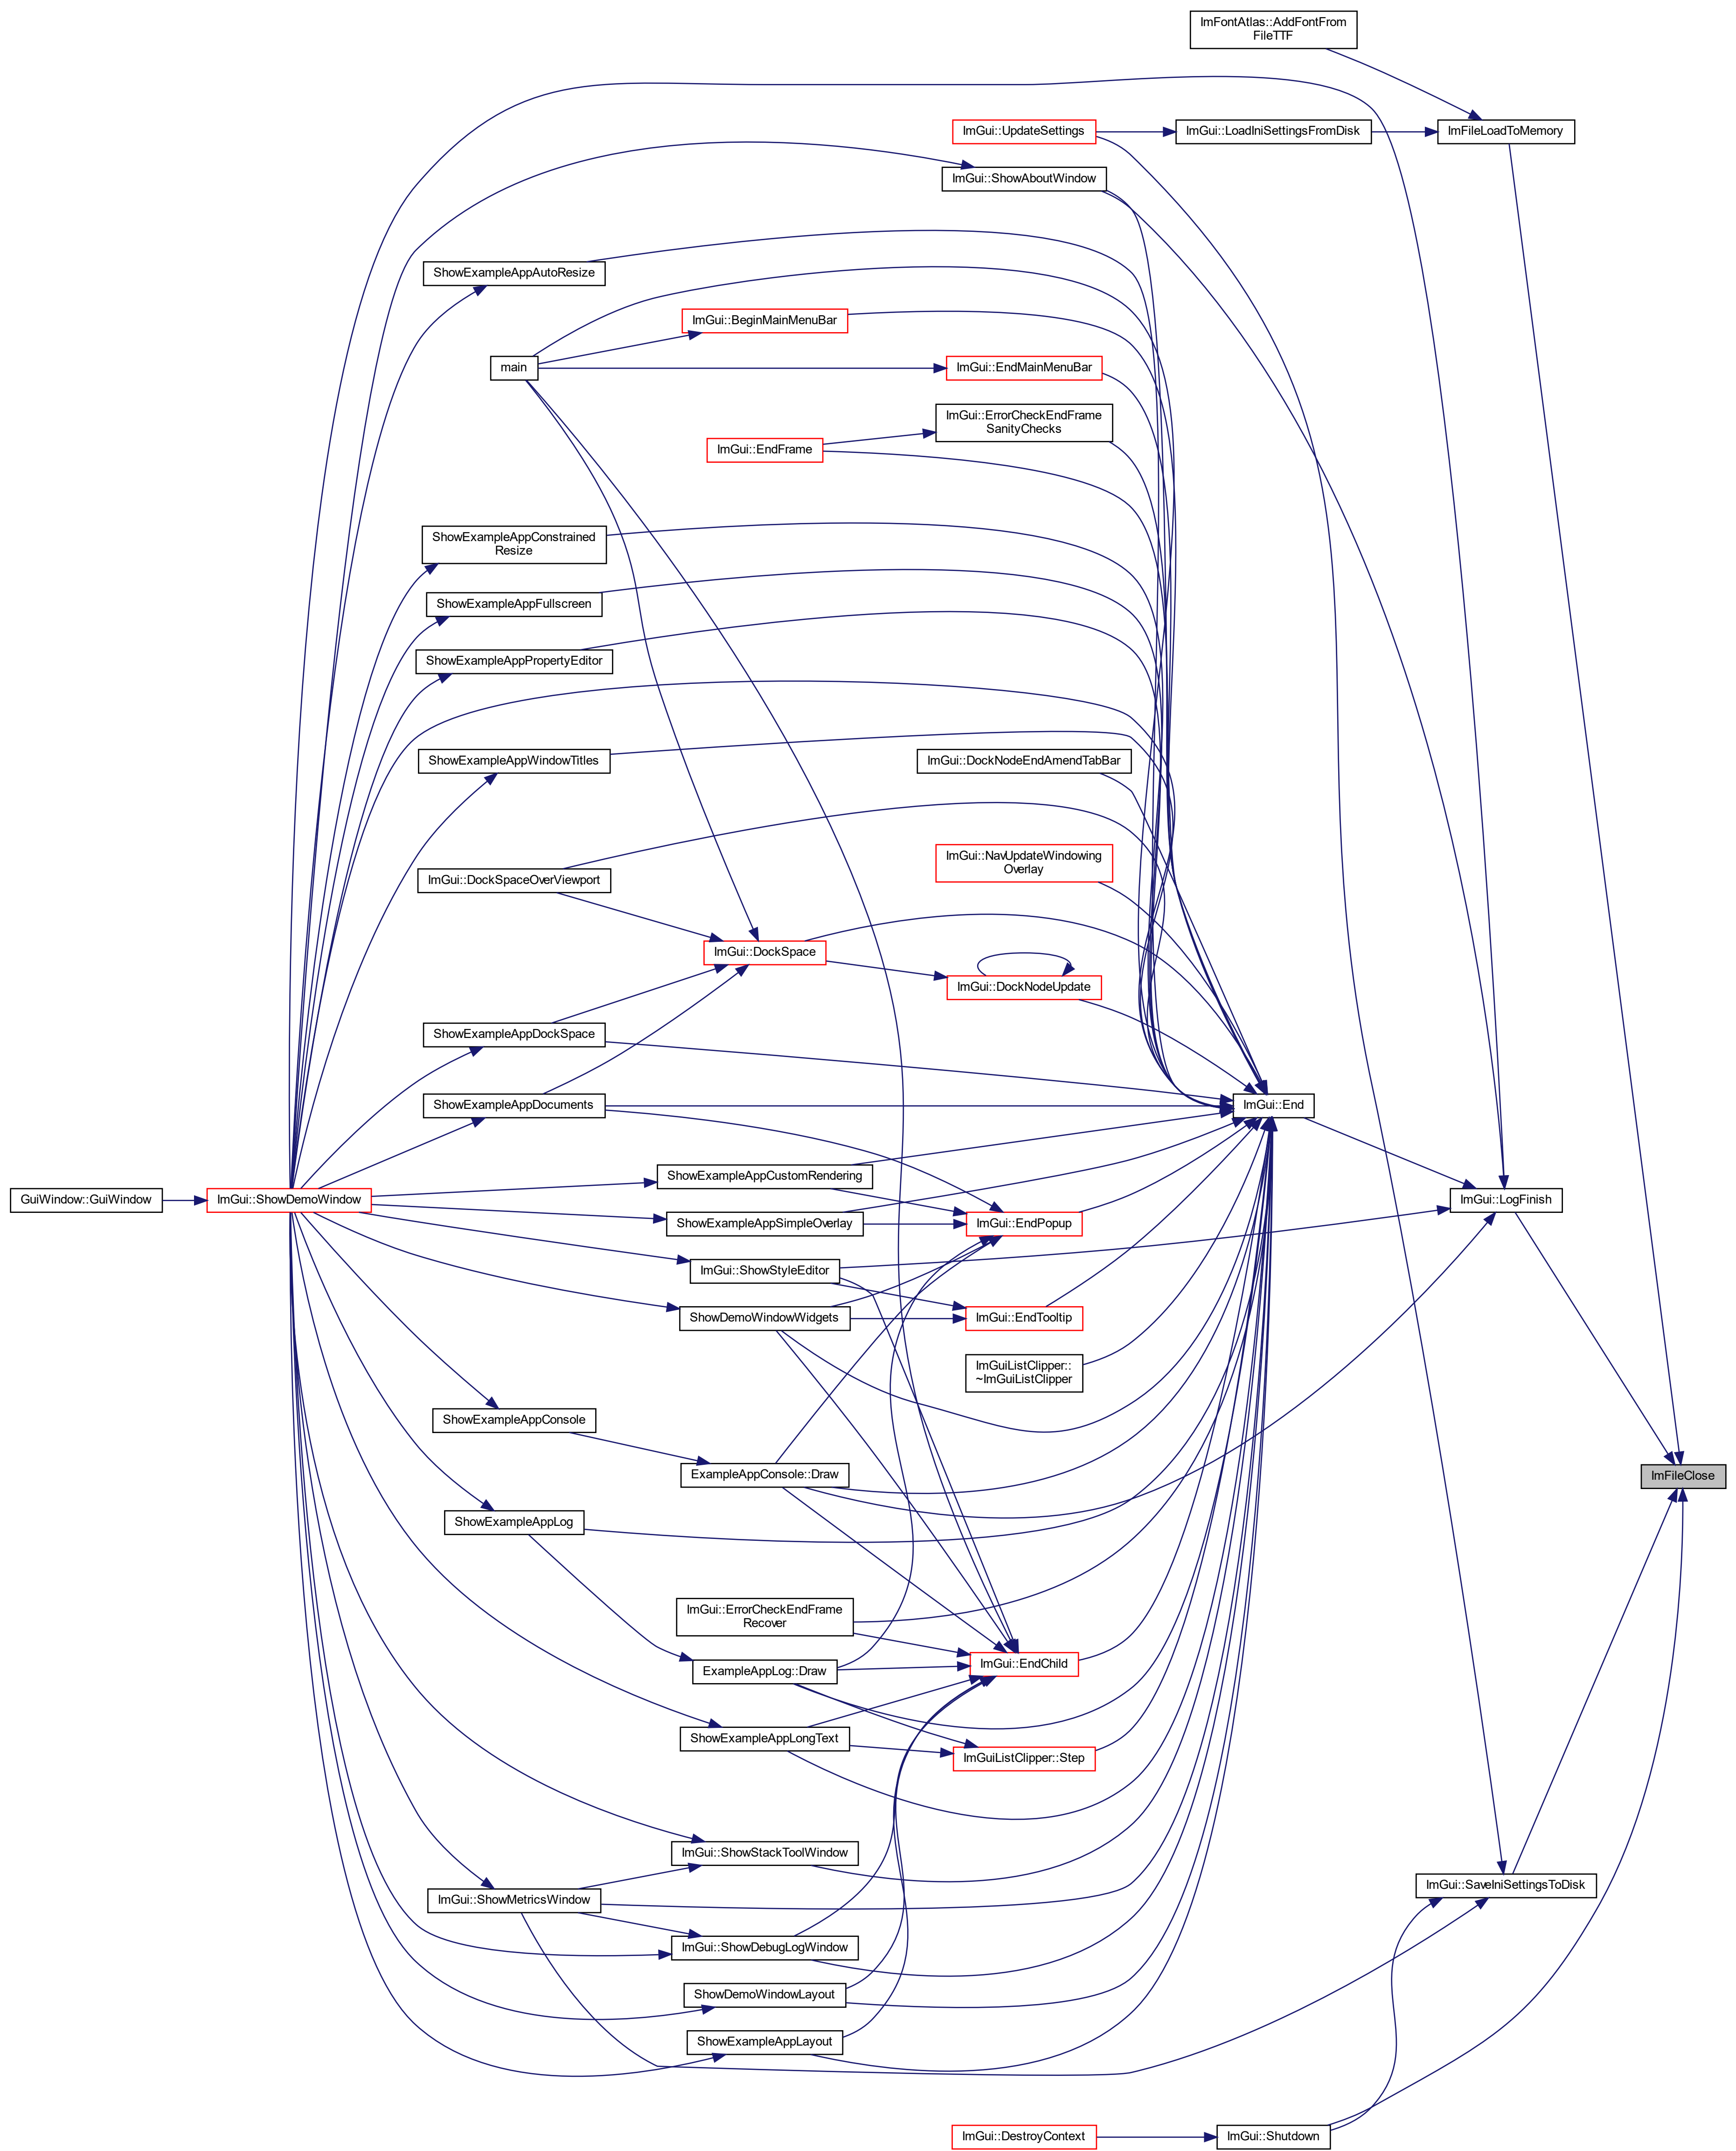 ImFontAtlas::AddFontFrom
FileTTF
ImGui::UpdateSettings
ImGui::LoadIniSettingsFromDisk
ImFileLoadToMemory
ImGui::ShowAboutWindow
ShowExampleAppAutoResize
ImGui::BeginMainMenuBar
main
ImGui::EndMainMenuBar
ImGui::ErrorCheckEndFrame
SanityChecks
ImGui::EndFrame
ShowExampleAppConstrained
Resize
ShowExampleAppFullscreen
ShowExampleAppPropertyEditor
ShowExampleAppWindowTitles
ImGui::DockNodeEndAmendTabBar
ImGui::NavUpdateWindowing
Overlay
ImGui::DockSpaceOverViewport
ImGui::DockSpace
ImGui::DockNodeUpdate
ShowExampleAppDockSpace
ShowExampleAppDocuments
ImGui::End
ShowExampleAppCustomRendering
GuiWindow::GuiWindow
ImGui::ShowDemoWindow
ImGui::LogFinish
ShowExampleAppSimpleOverlay
ImGui::EndPopup
ImGui::ShowStyleEditor
ShowDemoWindowWidgets
ImGui::EndTooltip
ImGuiListClipper::
~ImGuiListClipper
ShowExampleAppConsole
ExampleAppConsole::Draw
ImFileClose
ShowExampleAppLog
ImGui::ErrorCheckEndFrame
Recover
ExampleAppLog::Draw
ImGui::EndChild
ShowExampleAppLongText
ImGuiListClipper::Step
ImGui::ShowStackToolWindow
ImGui::SaveIniSettingsToDisk
ImGui::ShowMetricsWindow
ImGui::ShowDebugLogWindow
ShowDemoWindowLayout
ShowExampleAppLayout
ImGui::DestroyContext
ImGui::Shutdown